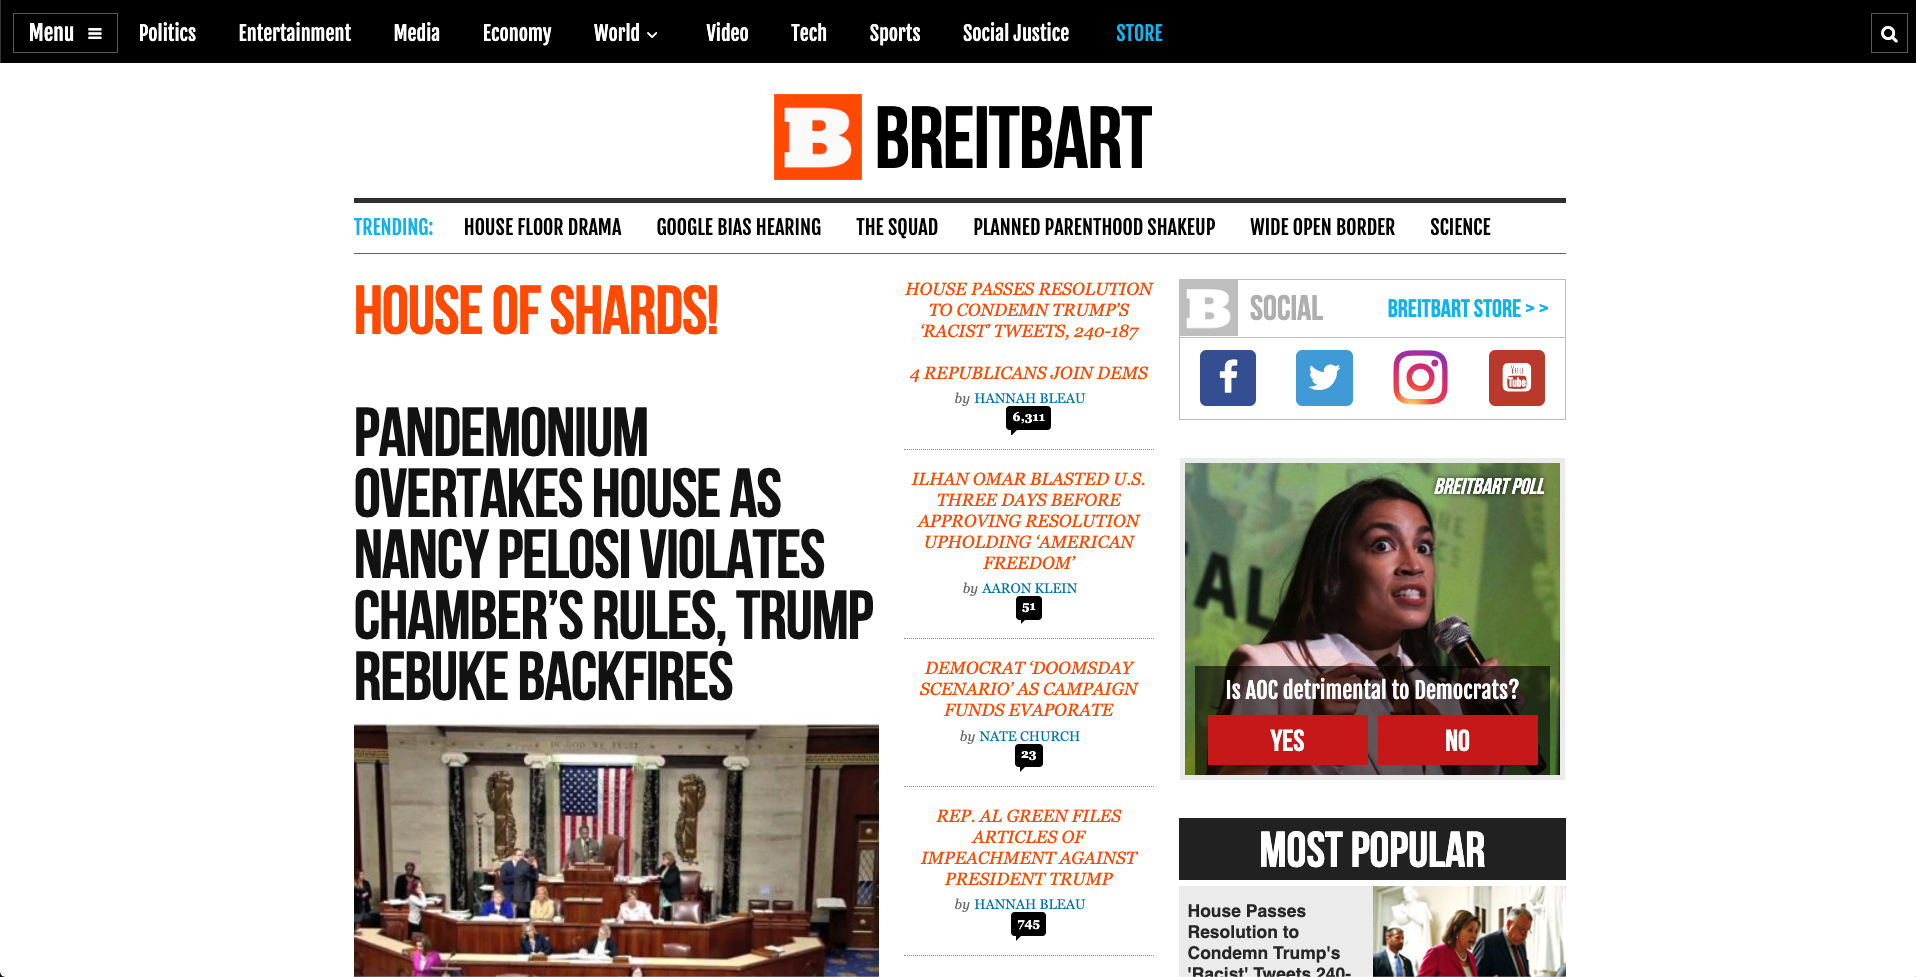 Menu
Politics
Entertainment
Media
Economy
World
Video
Tech
Sports
Social Justice
STORE
B BREITBART
TRENDING:
HOUSE FLOOR DRAMA
GOOGLE BIAS HEARING
THE SQUAD
PLANNED PARENTHOOD SHAKEUP
WIDE OPEN BORDER
SCIENCE
HOUSE OF SHARDS!
PANDEMONIUM
OVERTAKES HOUSE AS
NANCY PELOSI VIOLATES
CHAMBER’S RULES, TRUMP
REBUKE BACKFIRES
IN GOD WE TRUST
HOUSE PASSES RESOLUTION
TO CONDEMN TRUMP’S
‘RACIST’ TWEETS, 240-187
4 REPUBLICANS JOIN DEMS
by HANNAH BLEAU
6,311
ILHAN OMAR BLASTED U.S.
THREE DAYS BEFORE
APPROVING RESOLUTION
UPHOLDING ‘AMERICAN
FREEDOM’
by AARON KLEIN
51
DEMOCRAT ‘DOOMSDAY
SCENARIO’ AS CAMPAIGN
FUNDS EVAPORATE
by NATE CHURCH
23
REP. AL GREEN FILES
ARTICLES OF
IMPEACHMENT AGAINST
PRESIDENT TRUMP
by HANNAH BLEAU
745
B SOCIAL
BREITBART STORE > >
f
You
Tube
BREITBART POLL
AL
Is AOC detrimental to Democrats?
YES
NO
MOST POPULAR
House Passes
Resolution to
Condemn Trump's
'Racist' Tweets 240-